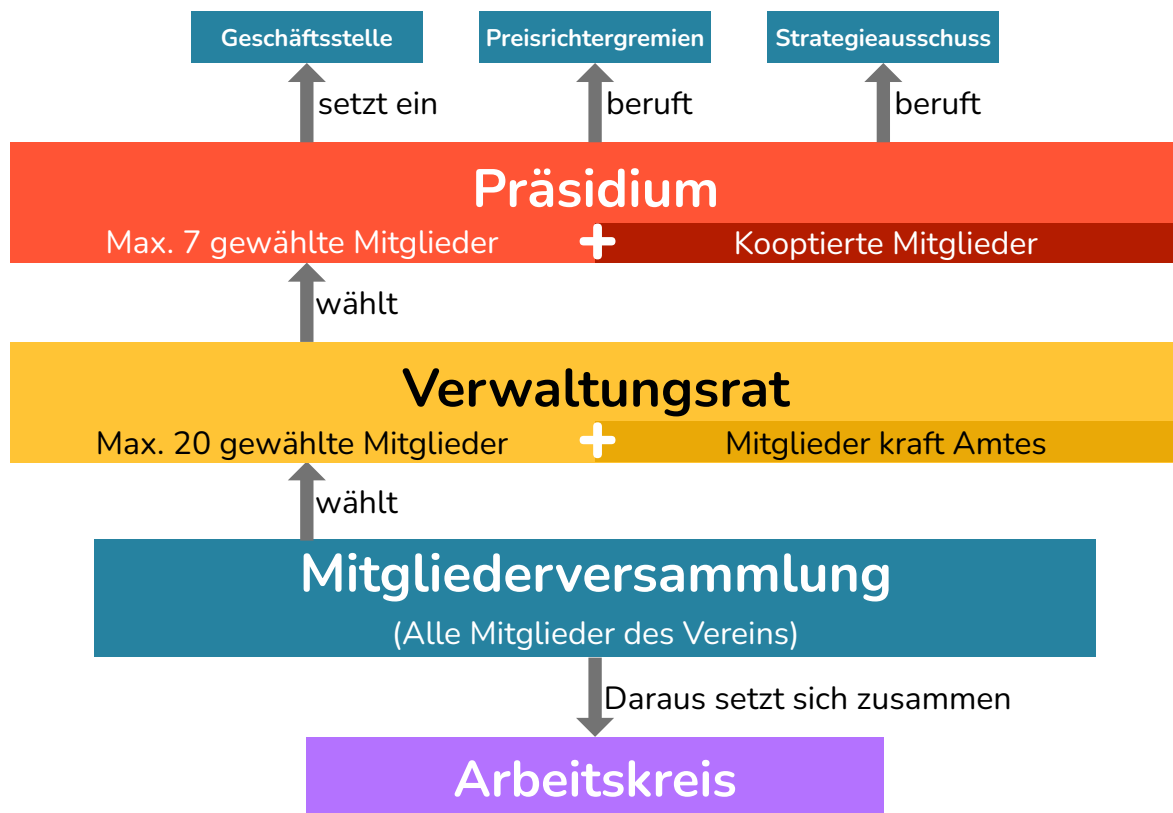 Geschäftsstelle
Preisrichtergremien
Strategieausschuss
setzt ein
beruft
beruft
Präsidium
Max. 7 gewählte Mitglieder
+
Kooptierte Mitglieder
wählt
Verwaltungsrat
Max. 20 gewählte Mitglieder
+
Mitglieder kraft Amtes
wählt
Mitgliederversammlung
(Alle Mitglieder des Vereins)
Daraus setzt sich zusammen
Arbeitskreis